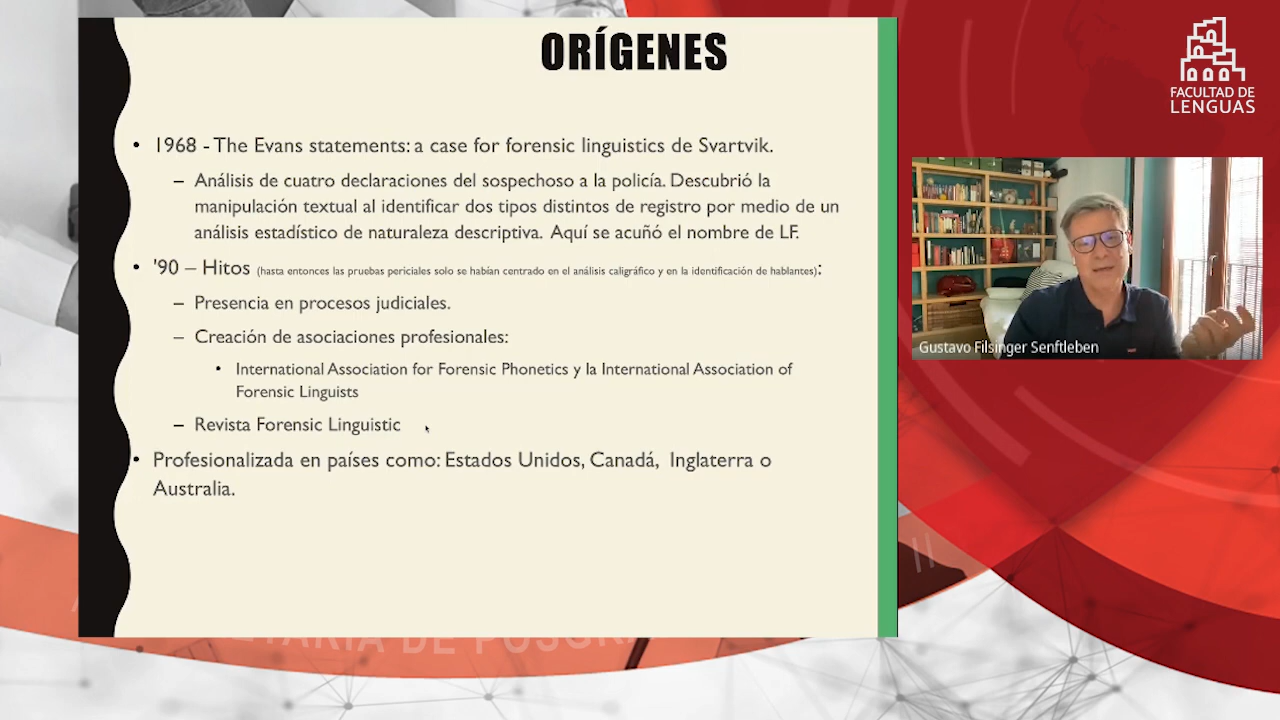 ORÍGENES
• 1968 - The Evans statements: a case for forensic linguistics de Svartvik.
– Análisis de cuatro declaraciones del sospechoso a la policía. Descubrió la
manipulación textual al identificar dos tipos distintos de registro por medio de un
análisis estadístico de naturaleza descriptiva. Aquí se acuñó el nombre de LF.
• '90 – Hitos (hasta entonces las pruebas periciales solo se habían centrado en el análisis caligráfico y en la identificación de hablantes):
– Presencia en procesos judiciales.
– Creación de asociaciones profesionales:
• International Association for Forensic Phonetics y la International Association of
Forensic Linguists
– Revista Forensic Linguistic
• Profesionalizada en países como: Estados Unidos, Canadá, Inglaterra o
Australia.
FACULTAD DE
LENGUAS
Gustavo Filsinger Senftleben